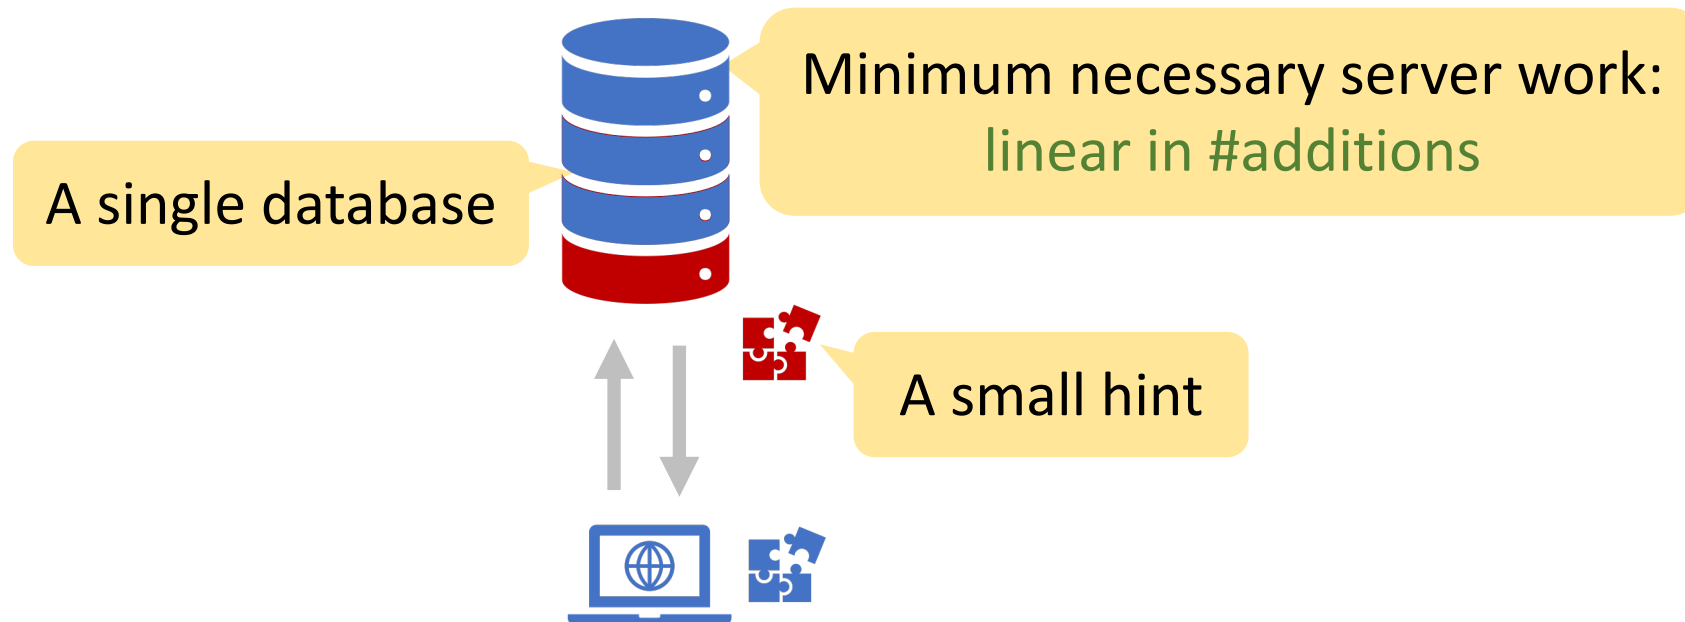 Minimum necessary server work:
linear in #additions
A single database
A small hint